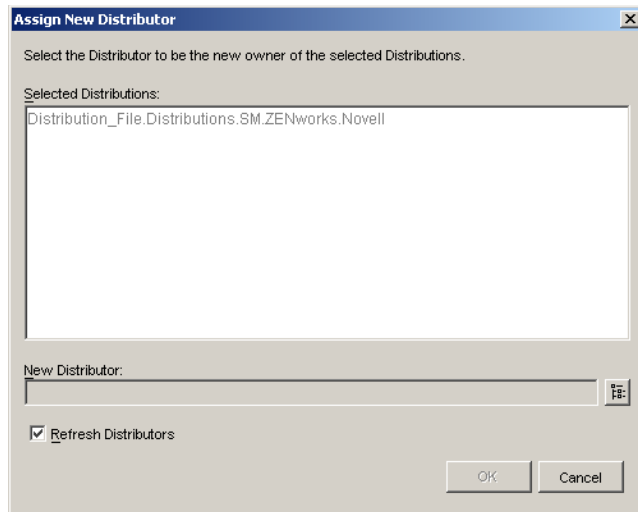 Assign New Distributor
Select the Distributor to be the new owner of the selected Distributions.
Selected Distributions:
Distribution_File.Distributions.SM.ZENworks.Novell
New Distributor:
Refresh Distributors
OK
Cancel